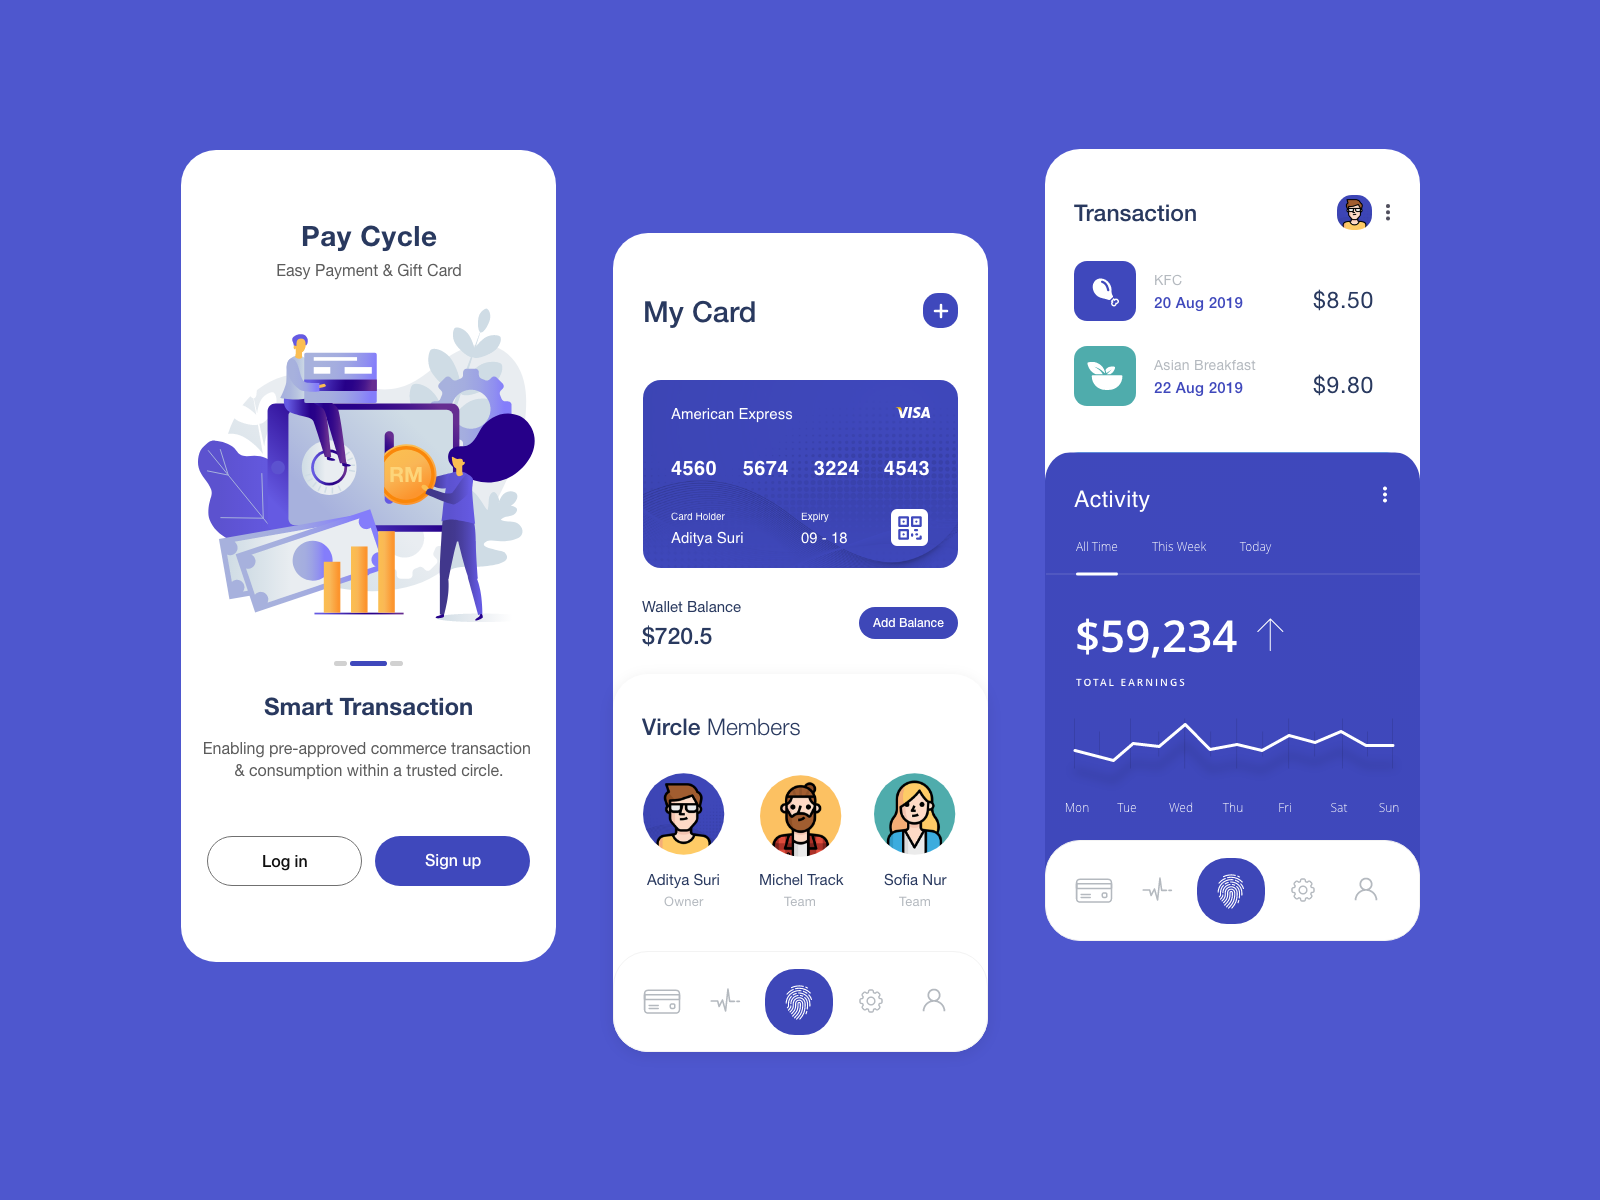 Pay Cycle
Easy Payment & Gift Card
RM
Smart Transaction
Enabling pre-approved commerce transaction
& consumption within a trusted circle.
Log in
Sign up
My Card
American Express
VISA
4560 5674 3224 4543
Card Holder
Expiry
Aditya Suri
09 - 18
Wallet Balance
$720.5
Add Balance
Vircle Members
Aditya Suri
Michel Track
Sofia Nur
Owner
Team
Team
Transaction
KFC
20 Aug 2019
$8.50
Asian Breakfast
22 Aug 2019
$9.80
Activity
All Time
This Week
Today
$59,234
TOTAL EARNINGS
Mon Tue Wed Thu Fri Sat Sun